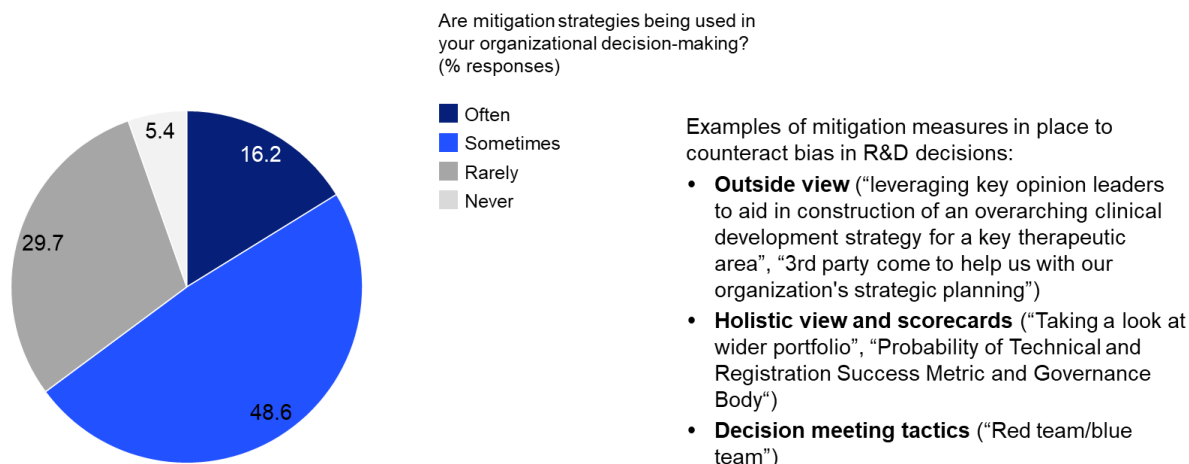 Are mitigation strategies being used in
your organizational decision-making?
(% responses)
Often
Sometimes
Rarely
Never
5.4
16.2
29.7
48.6
Examples of mitigation measures in place to
counteract bias in R&D decisions:
• Outside view (“leveraging key opinion leaders
to aid in construction of an overarching clinical
development strategy for a key therapeutic
area”, “3rd party come to help us with our
organization's strategic planning”)
• Holistic view and scorecards (“Taking a look at
wider portfolio”, “Probability of Technical and
Registration Success Metric and Governance
Body“)
• Decision meeting tactics (“Red team/blue
team”)